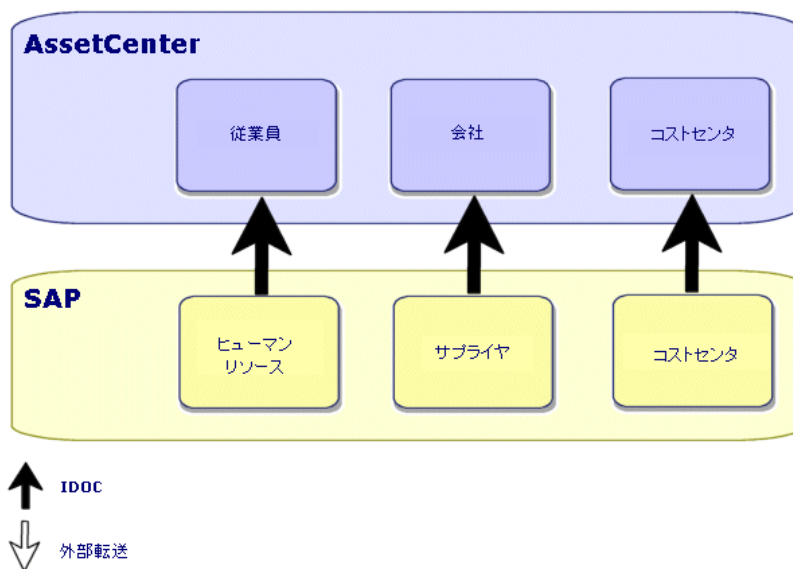 AssetCenter
従業員
会社
コストセンタ
SAP
ヒューマン
リソース
サプライヤ
コストセンタ
IDOC
外部転送